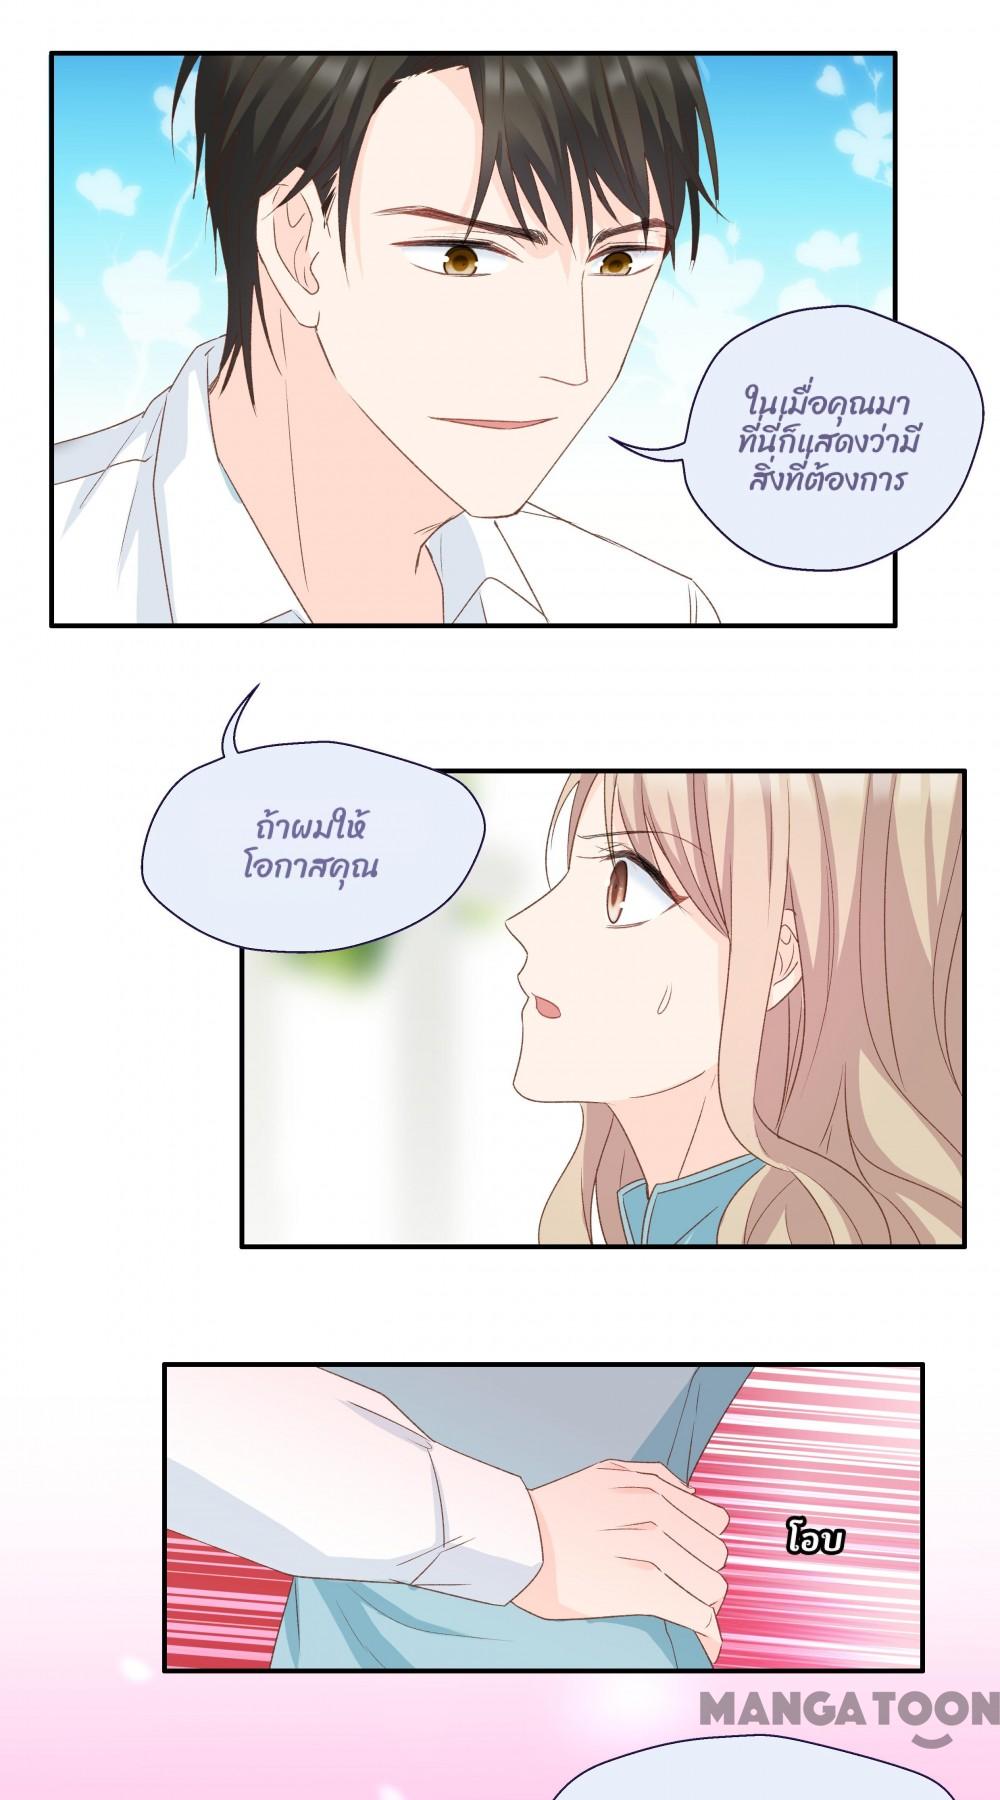 ในเมื่อคุณมา
ที่นี่ก็แสดงว่ามี
สิ่งที่ต้องการ
ถ้าผมให้
โอกาสคุณ
โอบ
MANGATOON